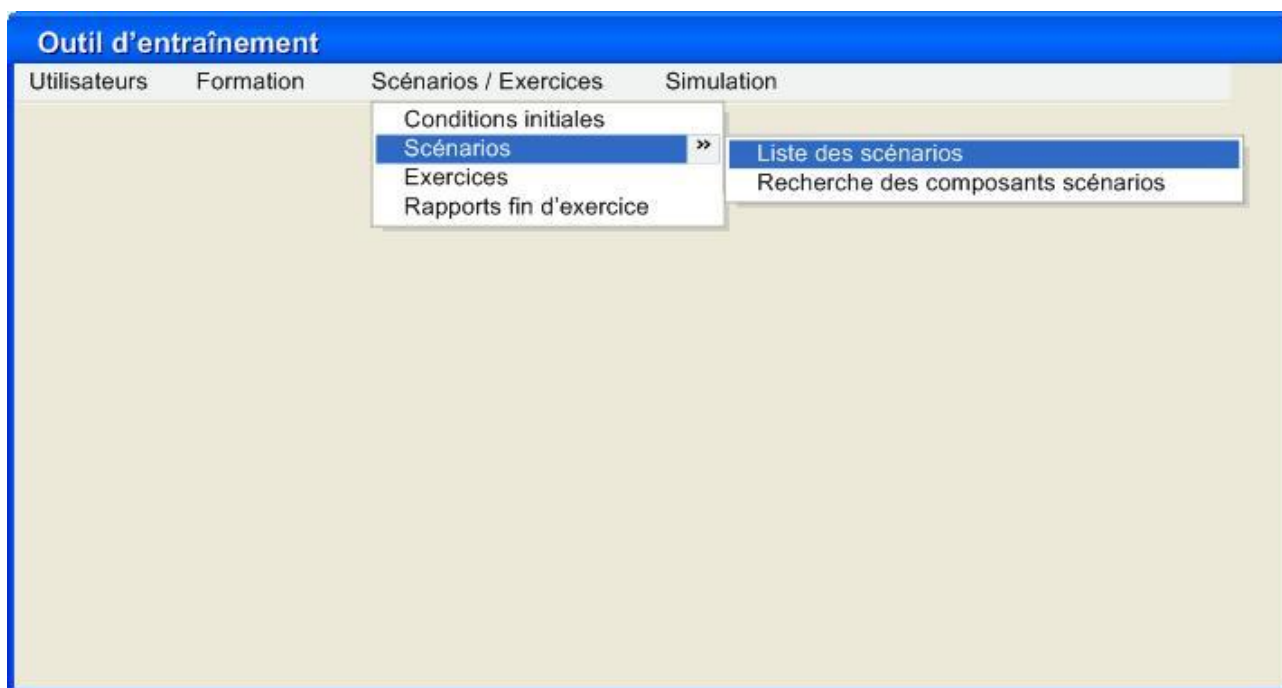 Outil d'entraînement
Utilisateurs Formation Scénarios / Exercices Simulation
Conditions initiales
Scénarios »
Liste des scénarios
Recherche des composants scénarios
Exercices
Rapports fin d'exercice